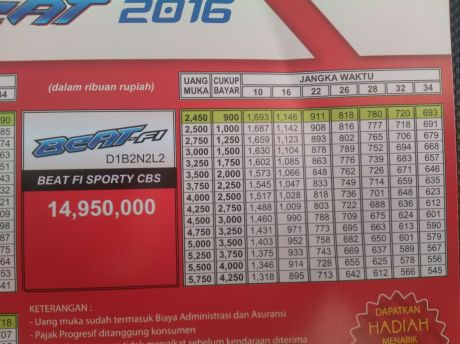 BEAT 2016
(dalam ribuan rupiah)
UANG MUKA CUKUP BAYAR JANGKA WAKTU
10 16 22 26 28 32 34
2,450 900 1,693 1,146 911 818 780 720 693
2,500 1,000 1,687 1,142 908 816 777 718 691
2,750 1,250 1,659 1,123 893 802 765 706 679
3,000 1,500 1,630 1,104 878 789 752 694 668
3,250 1,750 1,602 1,085 863 776 739 683 657
3,500 2,000 1,573 1,066 848 762 726 671 646
3,750 2,250 1,545 1,047 833 747 714 659 635
4,000 2,500 1,517 1,028 818 736 701 648 623
4,250 2,750 1,488 1,009 803 722 688 636 612
4,500 3,000 1,460 990 788 709 675 624 601
4,750 3,250 1,431 971 773 695 663 613 590
5,000 3,500 1,403 952 758 682 650 601 579
5,250 3,750 1,375 933 743 669 637 589 567
5,500 4,000 1,346 914 728 655 625 578 556
5,750 4,250 1,318 895 713 642 612 566 545
BEAT-FI
D1B2N2L2
BEAT FI SPORTY CBS
14,950,000
KETERANGAN :
- Uang muka sudah termasuk Biaya Administrasi dan Asuransi
- Pajak Progresif ditanggung konsumen
tidak mengikat sebelum kendaraan diterima
DAPATKAN
HADIAH
MENARIK